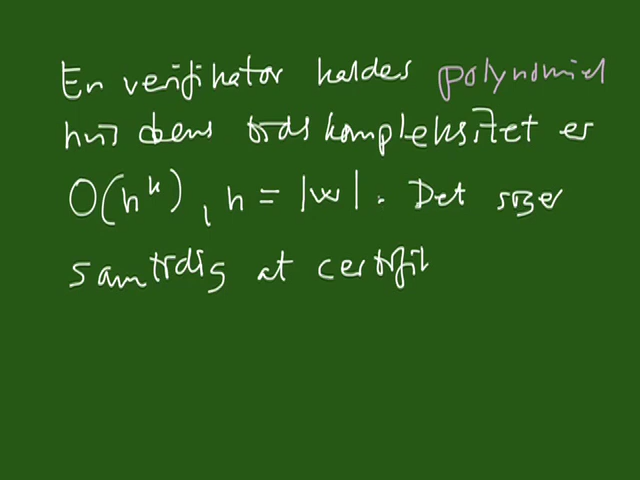 En verifikator kaldes polynomiel
hvis dens tidskompleksitet er
O(n^k), n = |w|. Det siger
samtidig at certifi